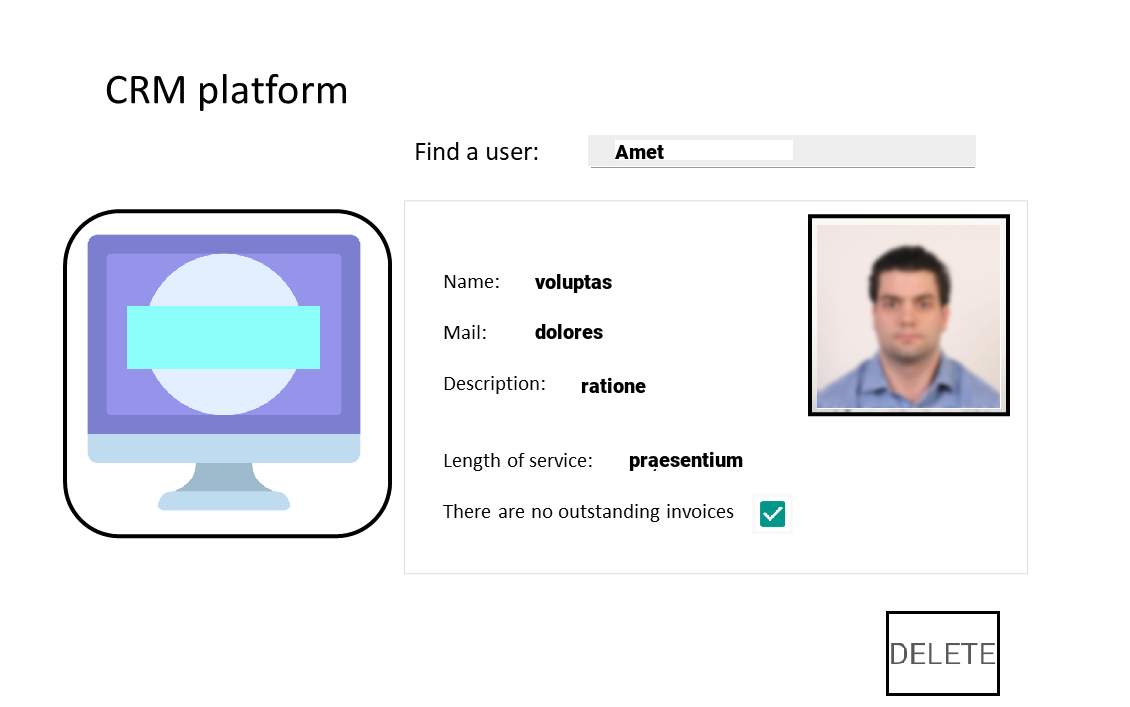 CRM platform
Find a user: Amet
Name: voluptas
Mail: dolores
Description: ratione
Length of service: praesentium
There are no outstanding invoices
DELETE